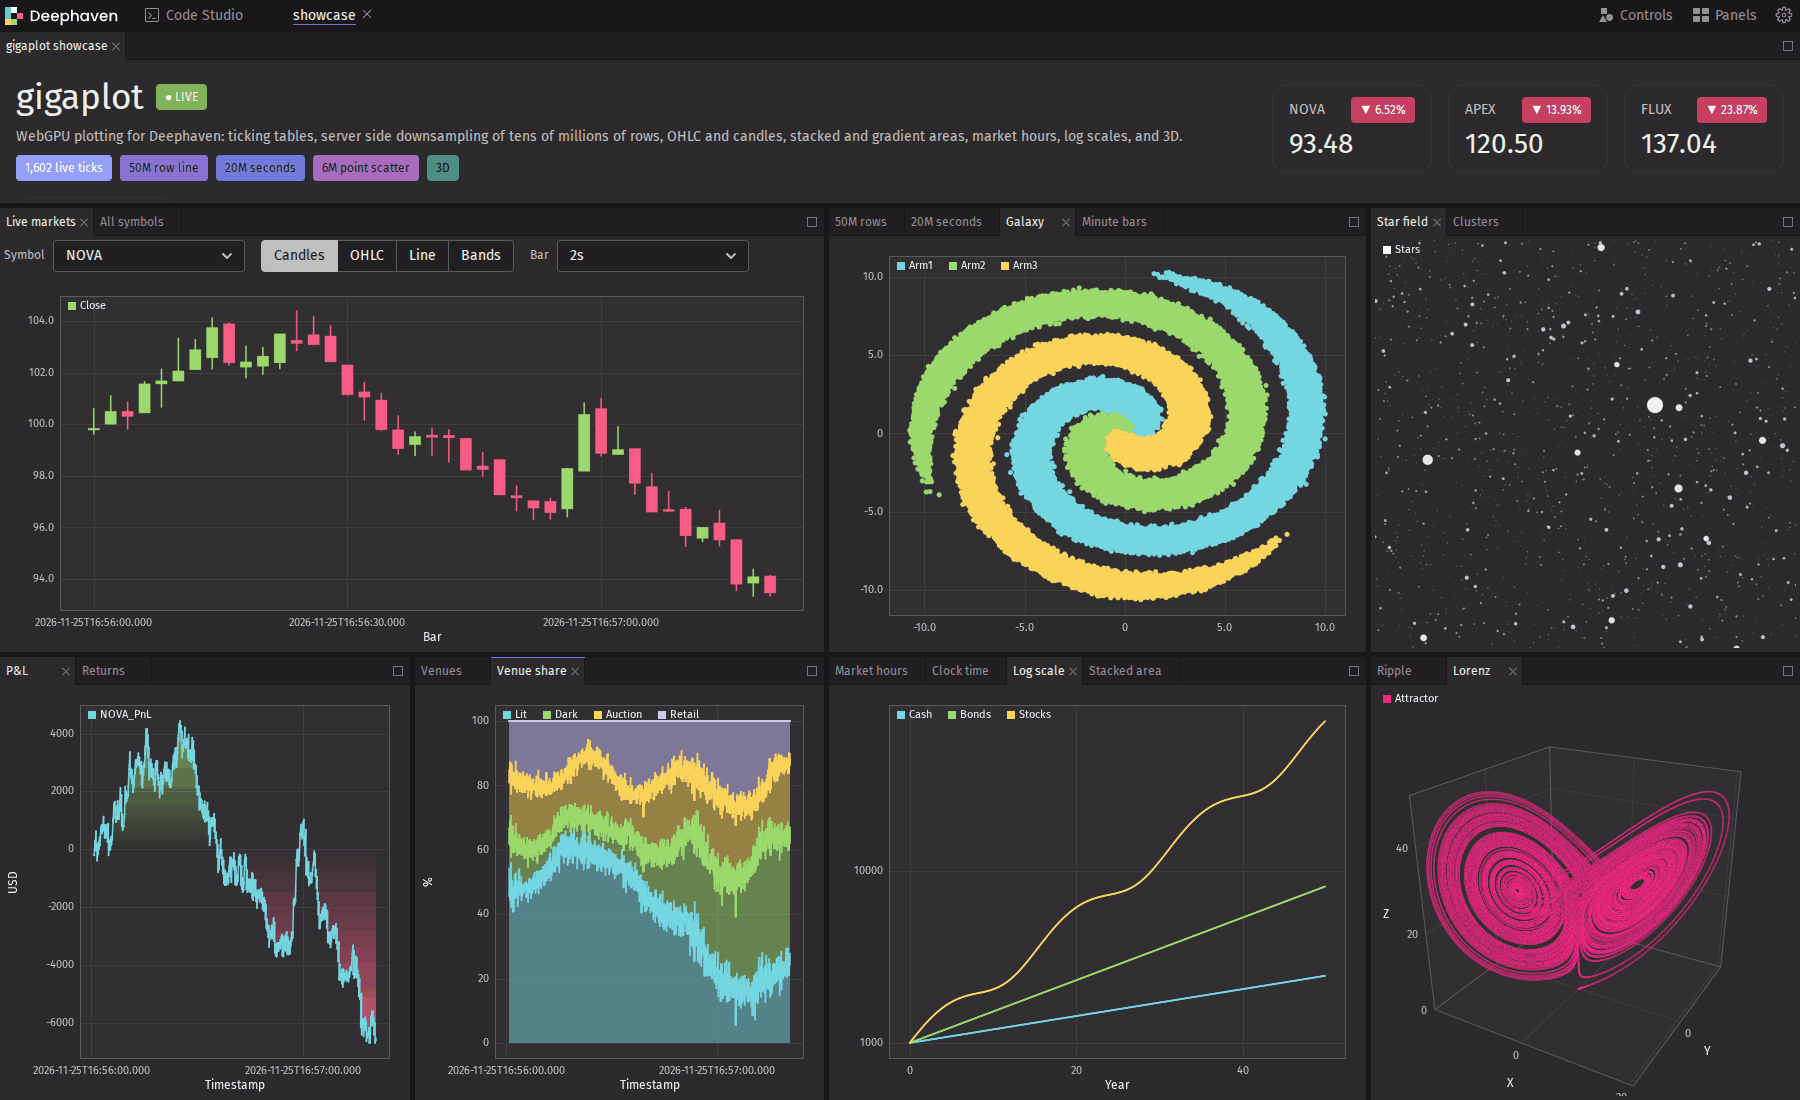 Deephaven Code Studio showcase Controls Panels
gigaplot showcase
gigaplot ● LIVE
WebGPU plotting for Deephaven: ticking tables, server side downsampling of tens of millions of rows, OHLC and candles, stacked and gradient areas, market hours, log scales, and 3D.
1,602 live ticks 50M row line 20M seconds 6M point scatter 3D
NOVA ▼ 6.52%
93.48
APEX ▼ 13.93%
120.50
FLUX ▼ 23.87%
137.04
Live markets All symbols
Symbol NOVA Candles OHLC Line Bands Bar 2s
Close
104.0
102.0
100.0
98.0
96.0
94.0
2026-11-25T16:56:00.000 2026-11-25T16:56:30.000 2026-11-25T16:57:00.000
Bar
50M rows 20M seconds Galaxy Minute bars
Arm1 Arm2 Arm3
10.0
5.0
0
-5.0
-10.0
-10.0 -5.0 0 5.0 10.0
Star field Clusters
Stars
P&L Returns
NOVA_PnL
4000
2000
0
-2000
-4000
-6000
USD
2026-11-25T16:56:00.000 2026-11-25T16:57:00.000
Timestamp
Venues Venue share
Lit Dark Auction Retail
100
80
60
40
20
0
%
2026-11-25T16:56:00.000 2026-11-25T16:57:00.000
Timestamp
Market hours Clock time Log scale Stacked area
Cash Bonds Stocks
10000
1000
0 20 40
Year
Ripple Lorenz
Attractor
40
Z
20
0
0
Y
0
X